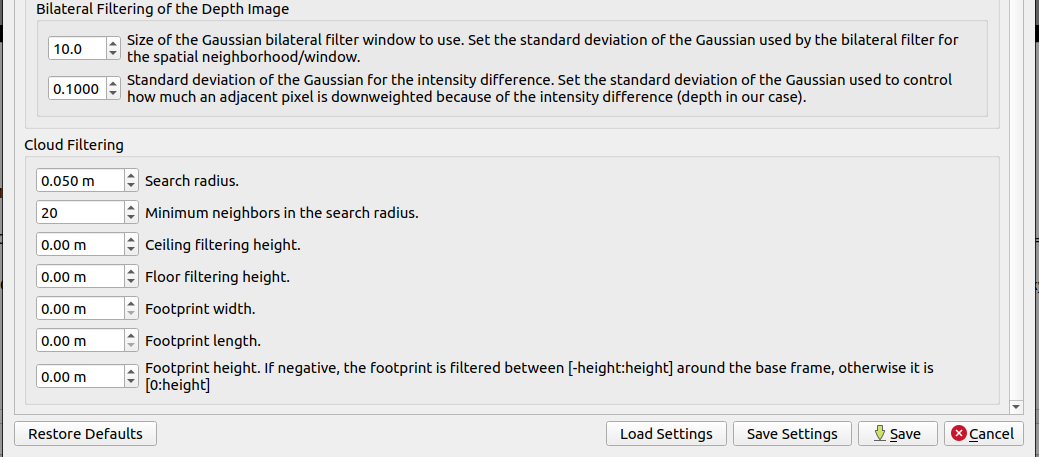 Bilateral Filtering of the Depth Image
10.0
Size of the Gaussian bilateral filter window to use. Set the standard deviation of the Gaussian used by the bilateral filter for
the spatial neighborhood/window.
0.1000
Standard deviation of the Gaussian for the intensity difference. Set the standard deviation of the Gaussian used to control
how much an adjacent pixel is downweighted because of the intensity difference (depth in our case).
Cloud Filtering
0.050 m Search radius.
20 Minimum neighbors in the search radius.
0.00 m Ceiling filtering height.
0.00 m Floor filtering height.
0.00 m Footprint width.
0.00 m Footprint length.
0.00 m
Footprint height. If negative, the footprint is filtered between [-height:height] around the base frame, otherwise it is
[0:height]
Restore Defaults Load Settings Save Settings Save Cancel